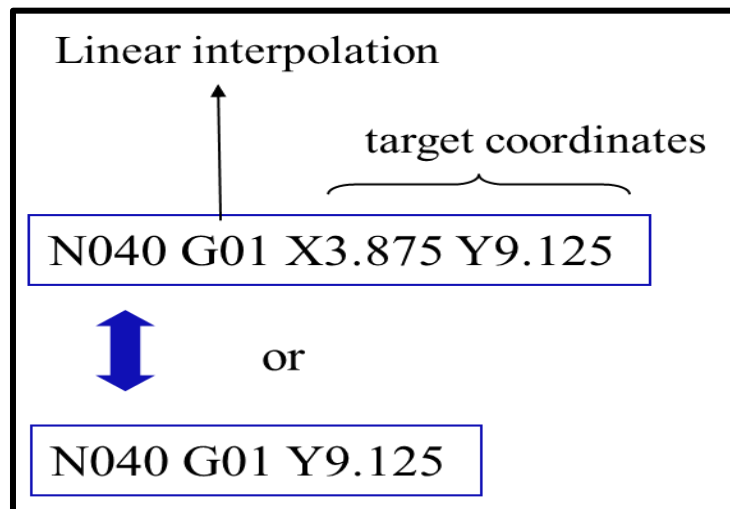 Linear interpolation
target coordinates
N040 G01 X3.875 Y9.125
or
N040 G01 Y9.125